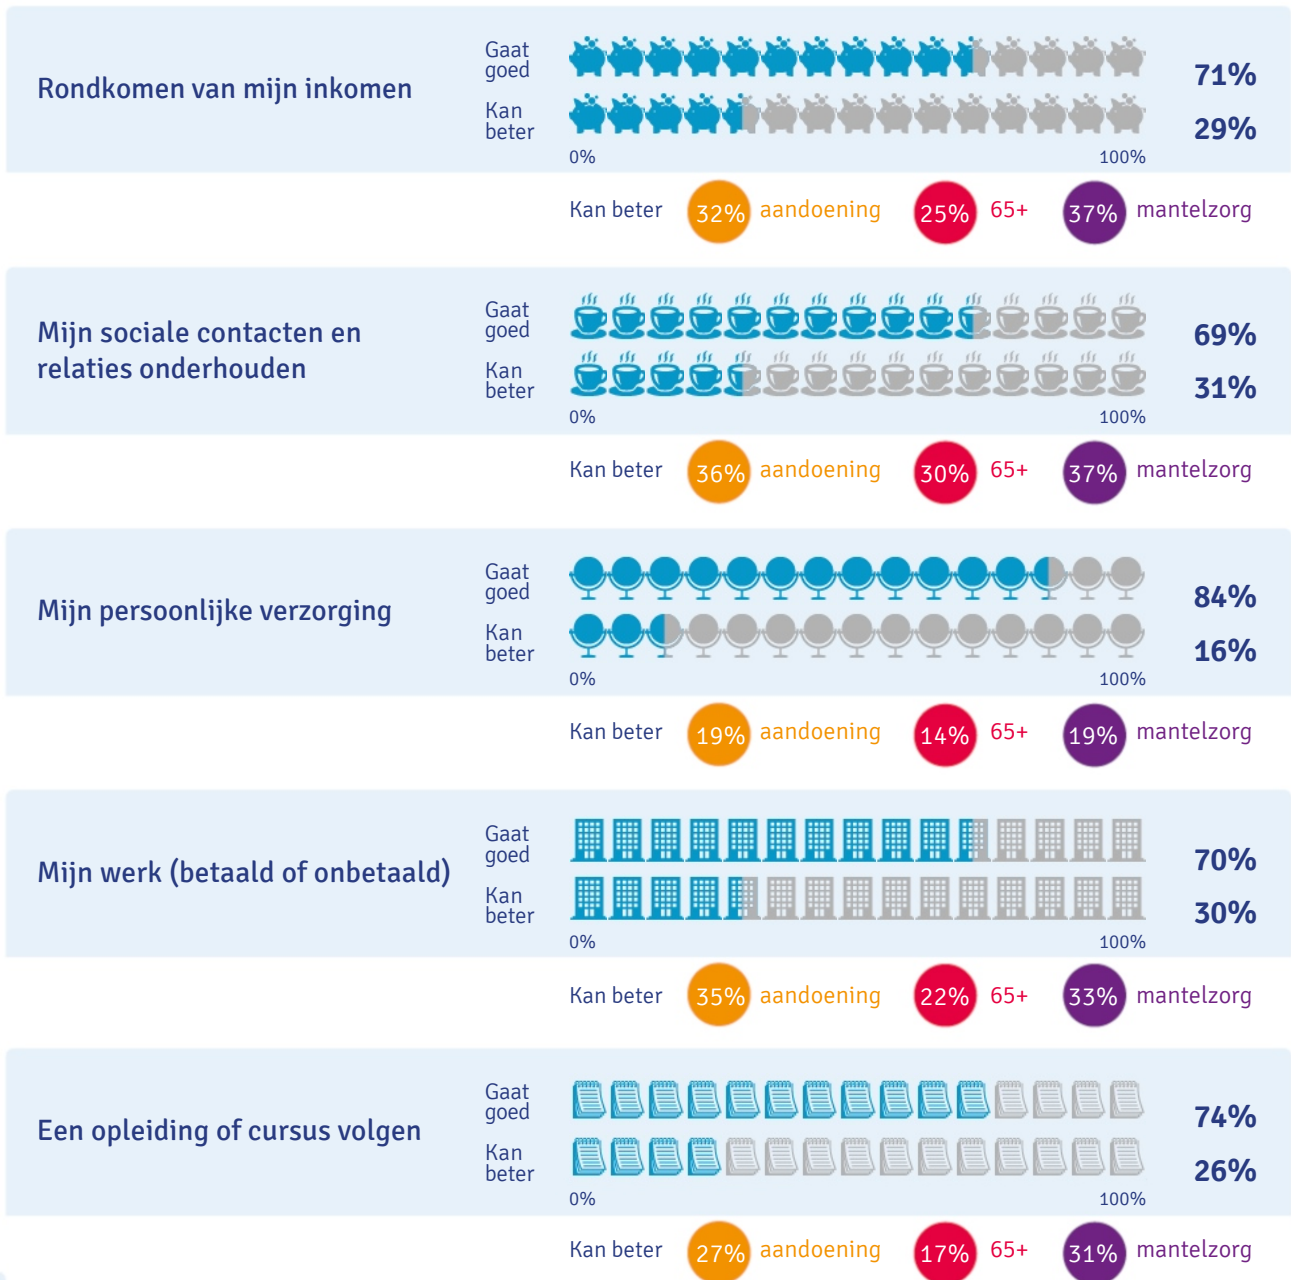 Rondkomen van mijn inkomen
Gaat
goed
71%
Kan
beter
29%
0% 100%
Kan beter 32% aandoening 25% 65+ 37% mantelzorg
Mijn sociale contacten en
relaties onderhouden
Gaat
goed
69%
Kan
beter
31%
0% 100%
Kan beter 36% aandoening 30% 65+ 37% mantelzorg
Mijn persoonlijke verzorging
Gaat
goed
84%
Kan
beter
16%
0% 100%
Kan beter 19% aandoening 14% 65+ 19% mantelzorg
Mijn werk (betaald of onbetaald)
Gaat
goed
70%
Kan
beter
30%
0% 100%
Kan beter 35% aandoening 22% 65+ 33% mantelzorg
Een opleiding of cursus volgen
Gaat
goed
74%
Kan
beter
26%
0% 100%
Kan beter 27% aandoening 17% 65+ 31% mantelzorg